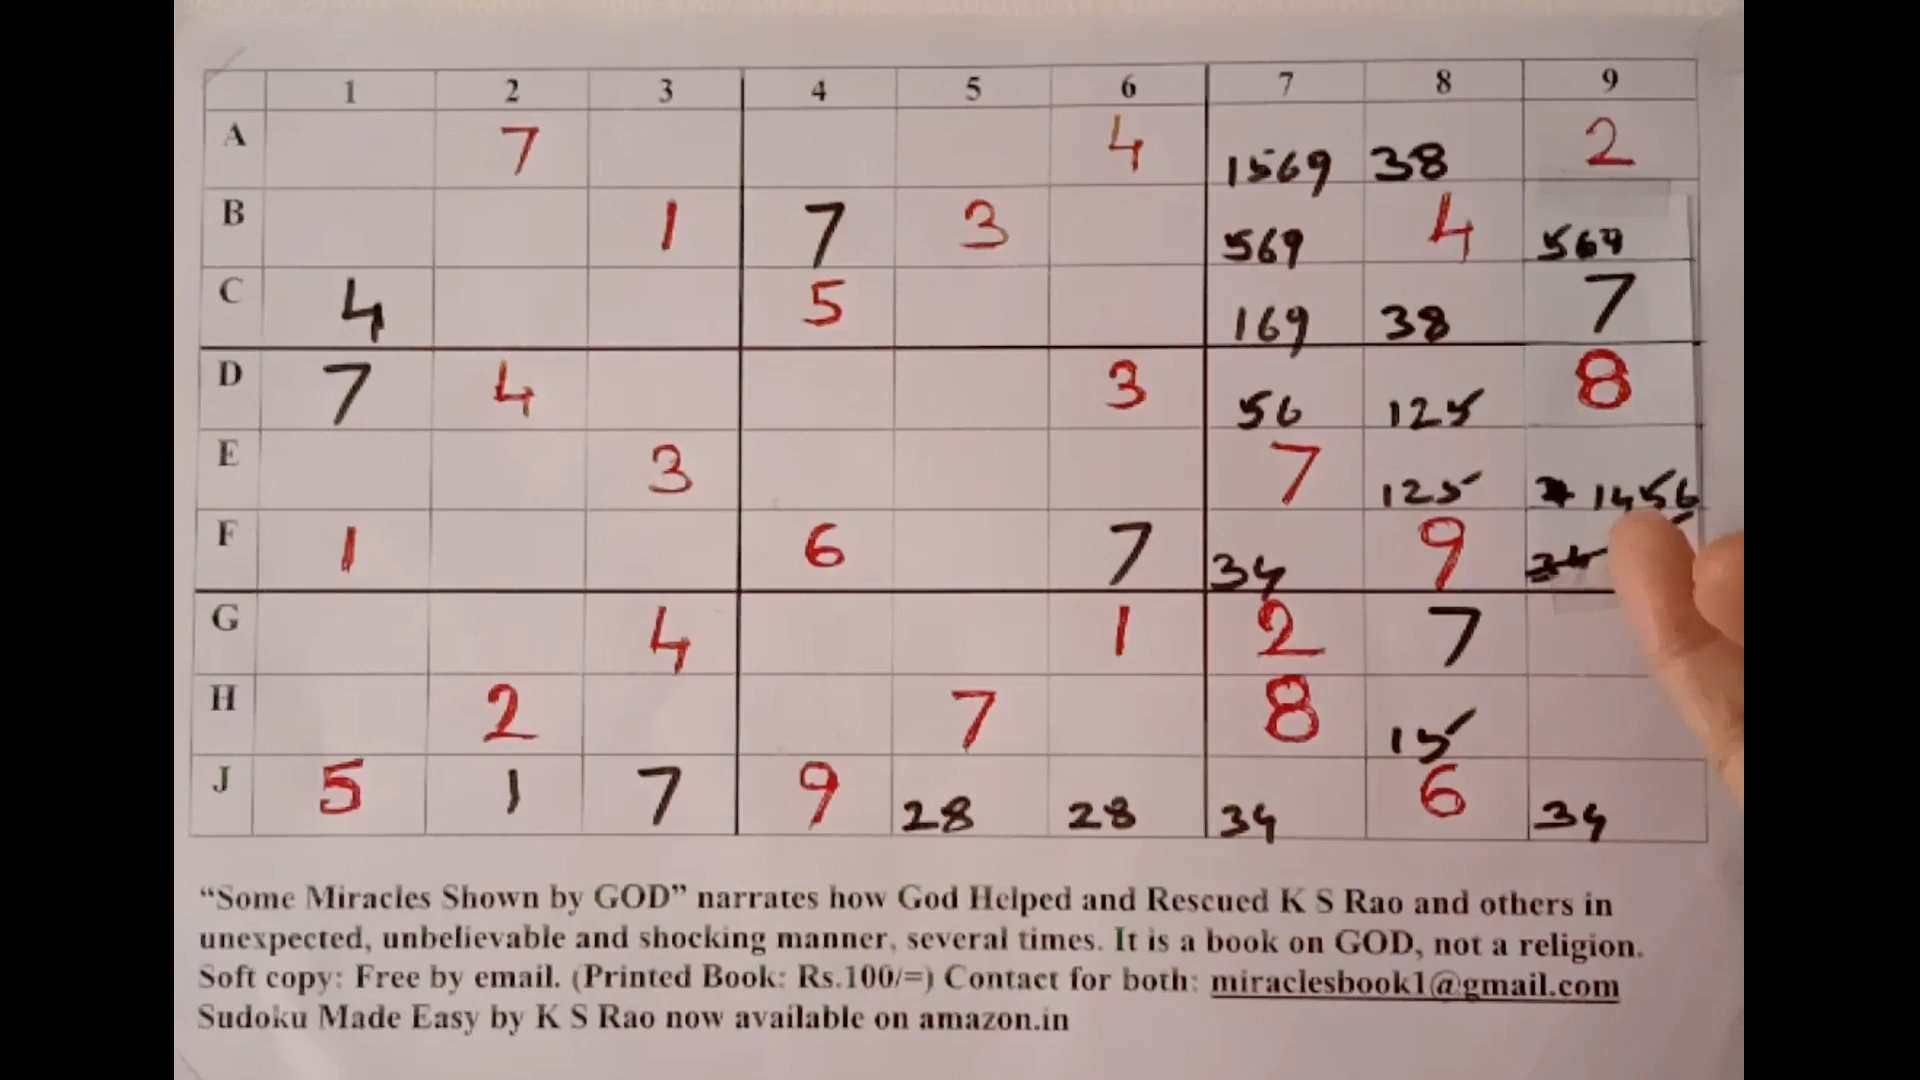 1 2 3 4 5 6 7 8 9
A 7 4 1569 38 2
B 1 7 3 569 4
C 4 5 169 38 7
D 7 4 3 56 125 8
E 3 7 125 1456
F 1 6 7 34 9
G 4 1 2 7
H 2 7 8 15
J 5 1 7 9 28 28 34 6 34
“Some Miracles Shown by GOD” narrates how God Helped and Rescued K S Rao and others in
unexpected, unbelievable and shocking manner, several times. It is a book on GOD, not a religion.
Soft copy: Free by email. (Printed Book: Rs.100/=) Contact for both: miraclesbook1@gmail.com
Sudoku Made Easy by K S Rao now available on amazon.in